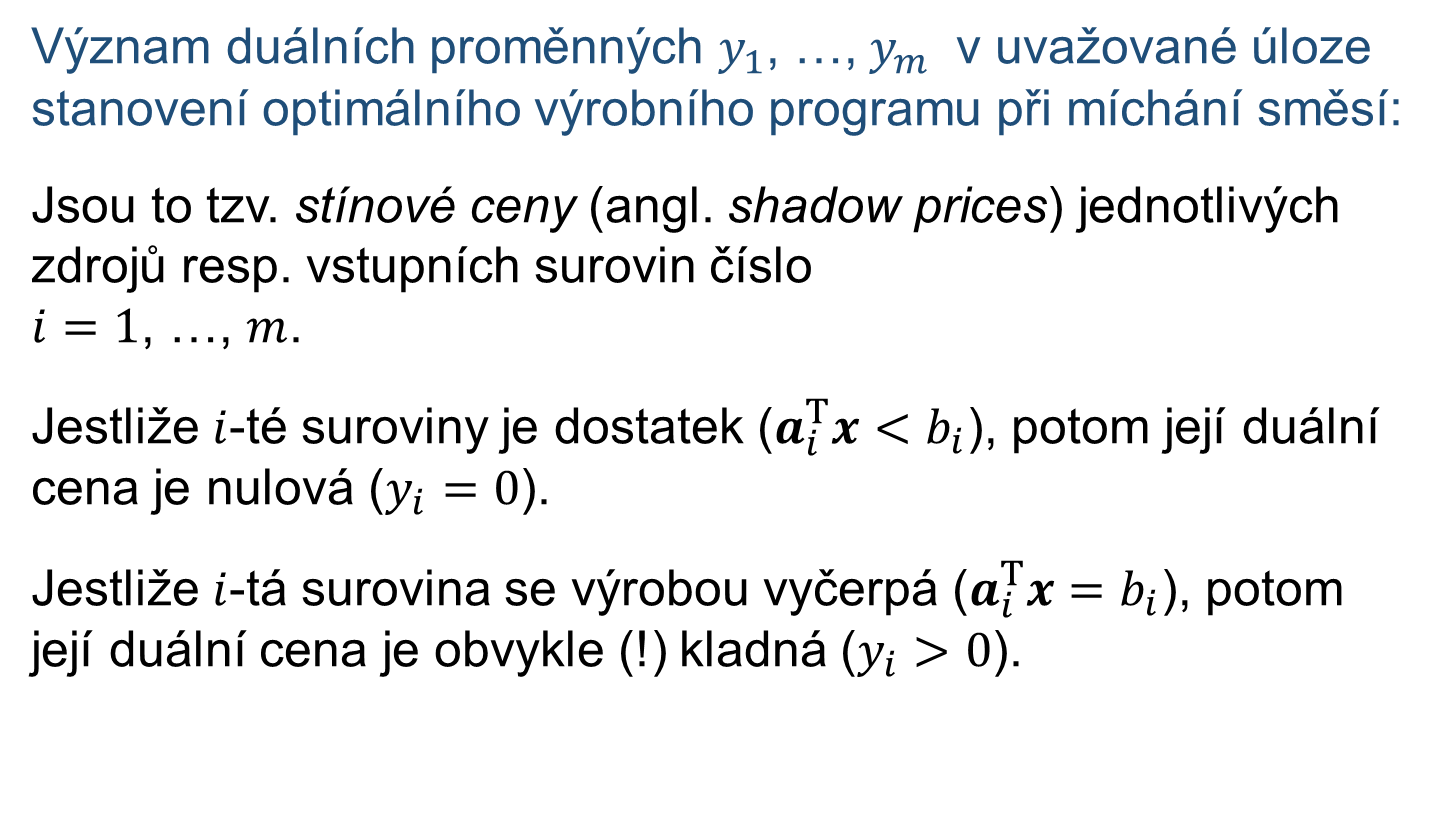 Význam duálních proměnných 𝑦₁, …, 𝑦ₘ v uvažované úloze
stanovení optimálního výrobního programu při míchání směsí:
Jsou to tzv. stínové ceny (angl. shadow prices) jednotlivých
zdrojů resp. vstupních surovin číslo
𝑖 = 1, …, 𝑚.
Jestliže 𝑖-té suroviny je dostatek (𝒂ᵢᵀ𝒙 < 𝑏ᵢ), potom její duální
cena je nulová (𝑦ᵢ = 0).
Jestliže 𝑖-tá surovina se výrobou vyčerpá (𝒂ᵢᵀ𝒙 = 𝑏ᵢ), potom
její duální cena je obvykle (!) kladná (𝑦ᵢ > 0).